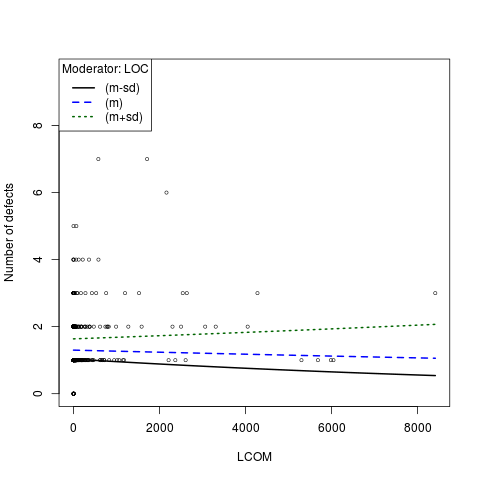 Moderator: LOC
(m-sd)
(m)
(m+sd)
Number of defects
8
6
4
2
0
0 2000 4000 6000 8000
LCOM